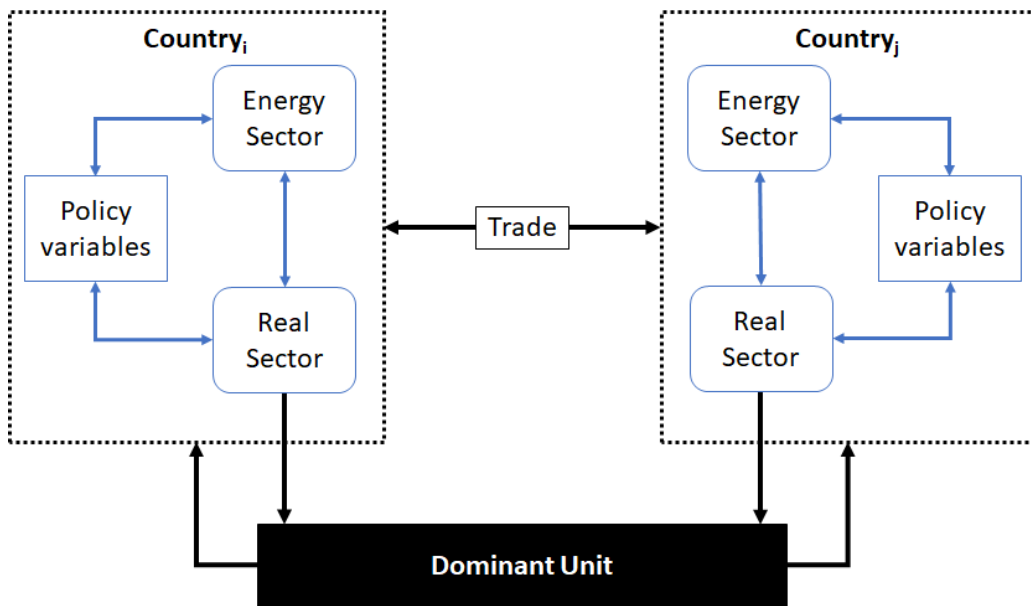 Country_i
Country_j
Energy
Sector
Energy
Sector
Policy
variables
Trade
Policy
variables
Real
Sector
Real
Sector
Dominant Unit